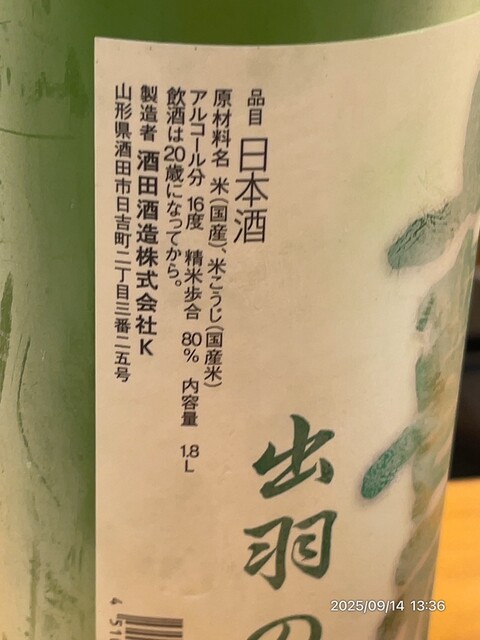 品目 日本酒
原材料名 米(国産)、米こうじ(国産米)
アルコール分 16度 精米歩合 80% 内容量 1.8L
飲酒は20歳になってから。
製造者 酒田酒造株式会社K
山形県酒田市日吉町二丁目三番二五号
出羽の
2025/09/14 13:36